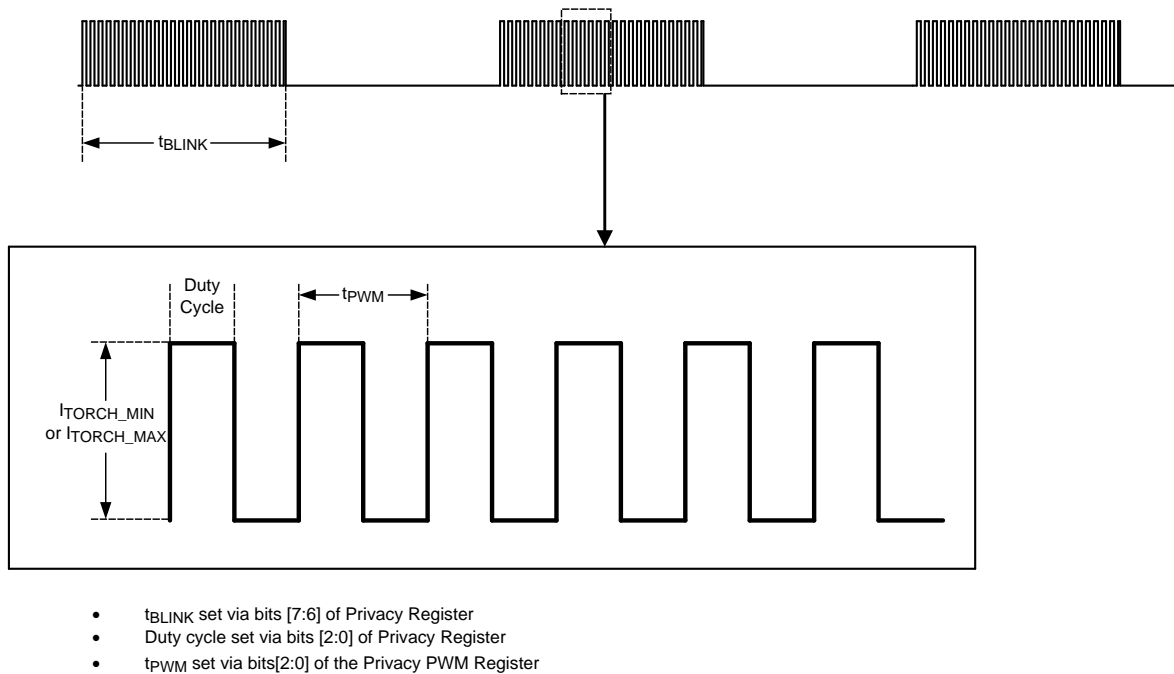 tBLINK
Duty
Cycle
tPWM
ITORCH_MIN
or ITORCH_MAX
• tBLINK set via bits [7:6] of Privacy Register
• Duty cycle set via bits [2:0] of Privacy Register
• tPWM set via bits[2:0] of the Privacy PWM Register